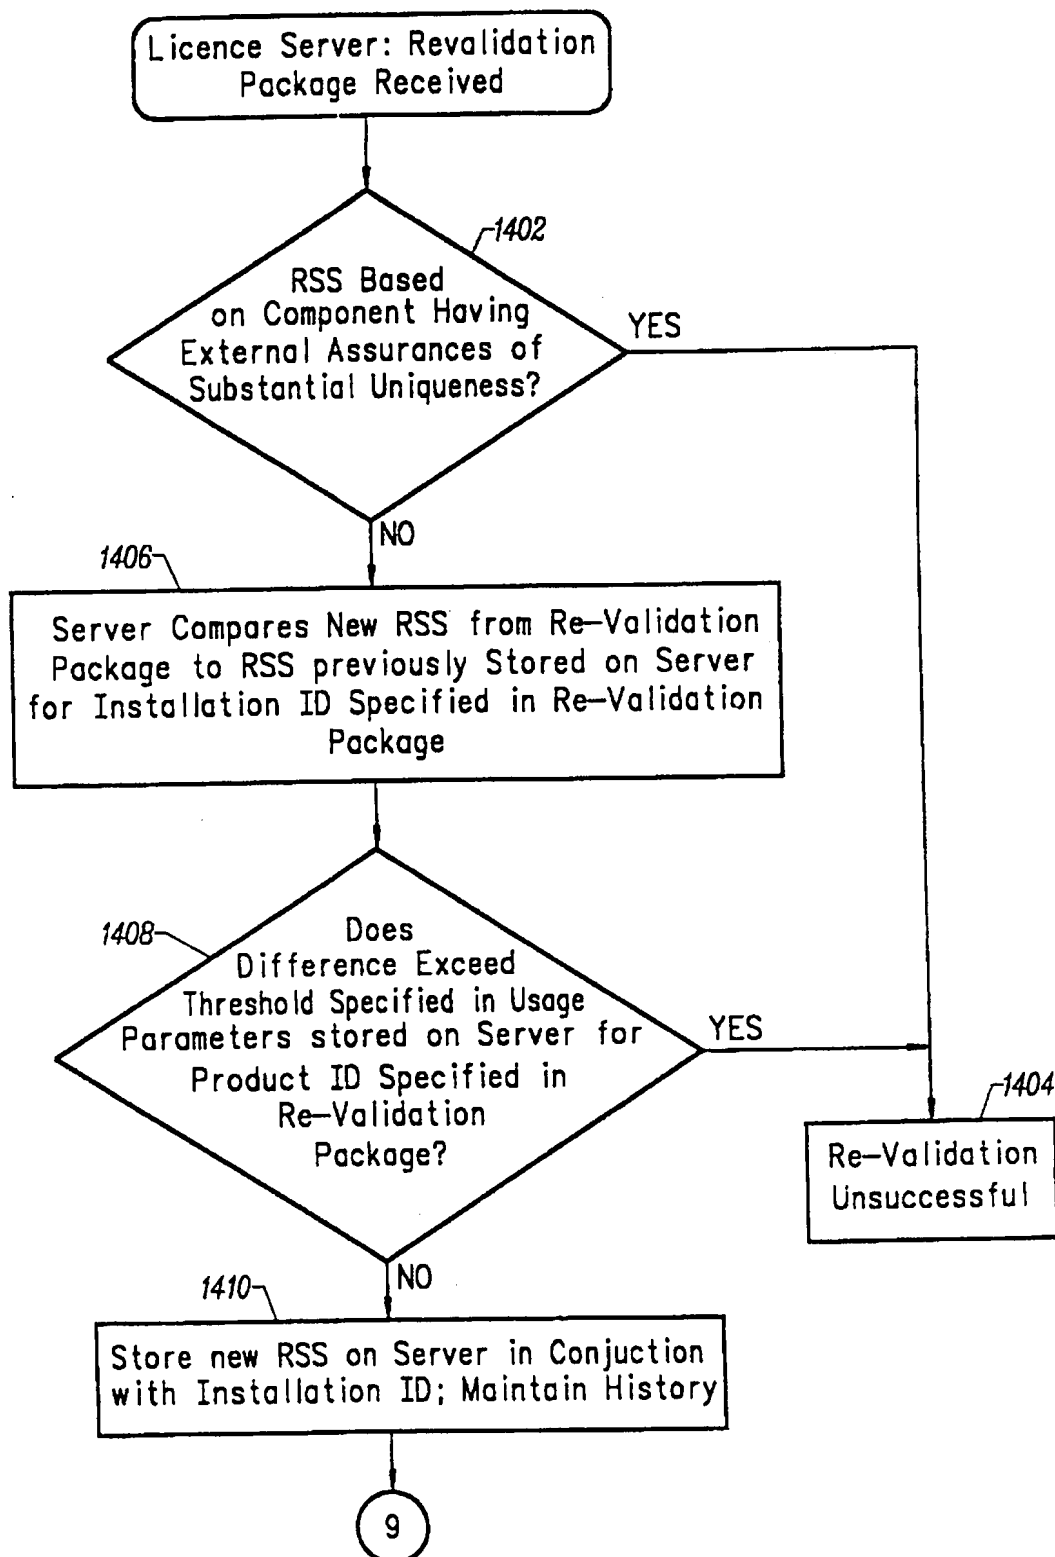 Licence Server: Revalidation
Package Received
1402
RSS Based
on Component Having
External Assurances of
Substantial Uniqueness?
YES
NO
1406
Server Compares New RSS from Re-Validation
Package to RSS previously Stored on Server
for Installation ID Specified in Re-Validation
Package
1408
Does
Difference Exceed
Threshold Specified in Usage
Parameters stored on Server for
Product ID Specified in
Re-Validation
Package?
YES
1404
Re-Validation
Unsuccessful
NO
1410
Store new RSS on Server in Conjuction
with Installation ID; Maintain History
9